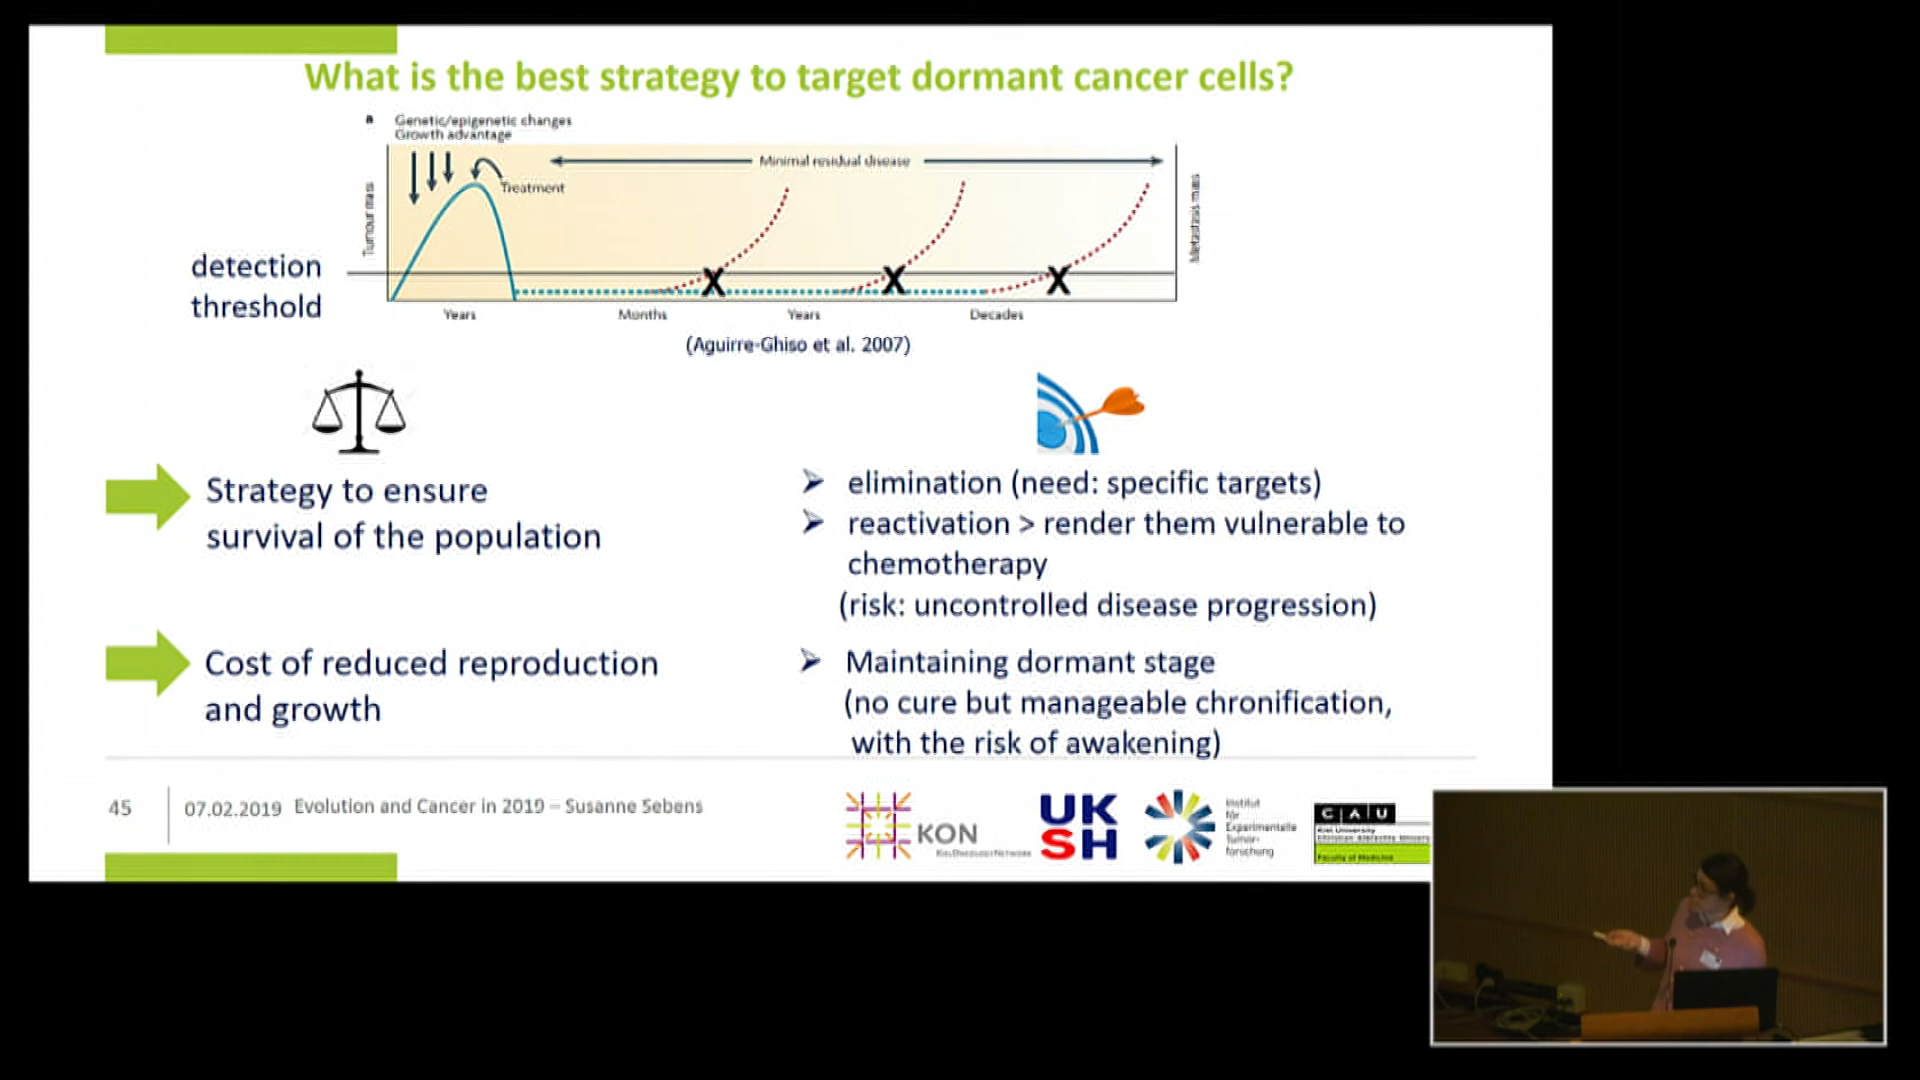 What is the best strategy to target dormant cancer cells?
a Genetic/epigenetic changes
Growth advantage
Minimal residual disease
Treatment
Tumour mass
Metastasis mass
detection
threshold
Years
Months
Years
Decades
(Aguirre-Ghiso et al. 2007)
Strategy to ensure
survival of the population
Cost of reduced reproduction
and growth
➢ elimination (need: specific targets)
➢ reactivation > render them vulnerable to
chemotherapy
(risk: uncontrolled disease progression)
➢ Maintaining dormant stage
(no cure but manageable chronification,
with the risk of awakening)
45
07.02.2019 Evolution and Cancer in 2019 – Susanne Sebens
KON
Kiel Oncology Network
UK
SH
Institut
für
Experimentelle
Tumor-
forschung
C|A|U
Kiel University
Christian-Albrechts-Univers
Faculty of Medicine